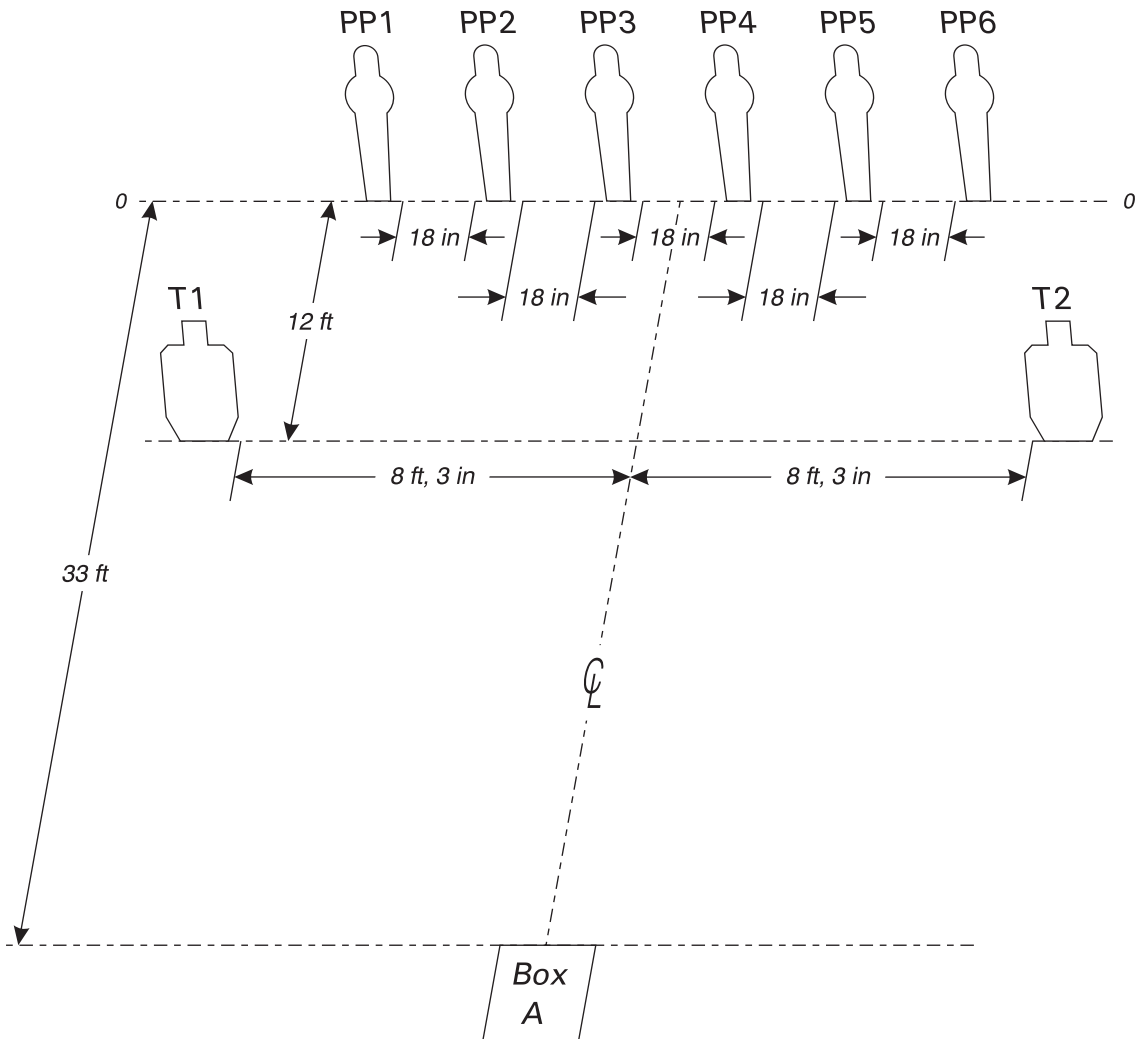 PP1 PP2 PP3 PP4 PP5 PP6
0 0
18 in 18 in 18 in
18 in 18 in
T1 T2
12 ft
8 ft, 3 in 8 ft, 3 in
33 ft
℄
Box
A